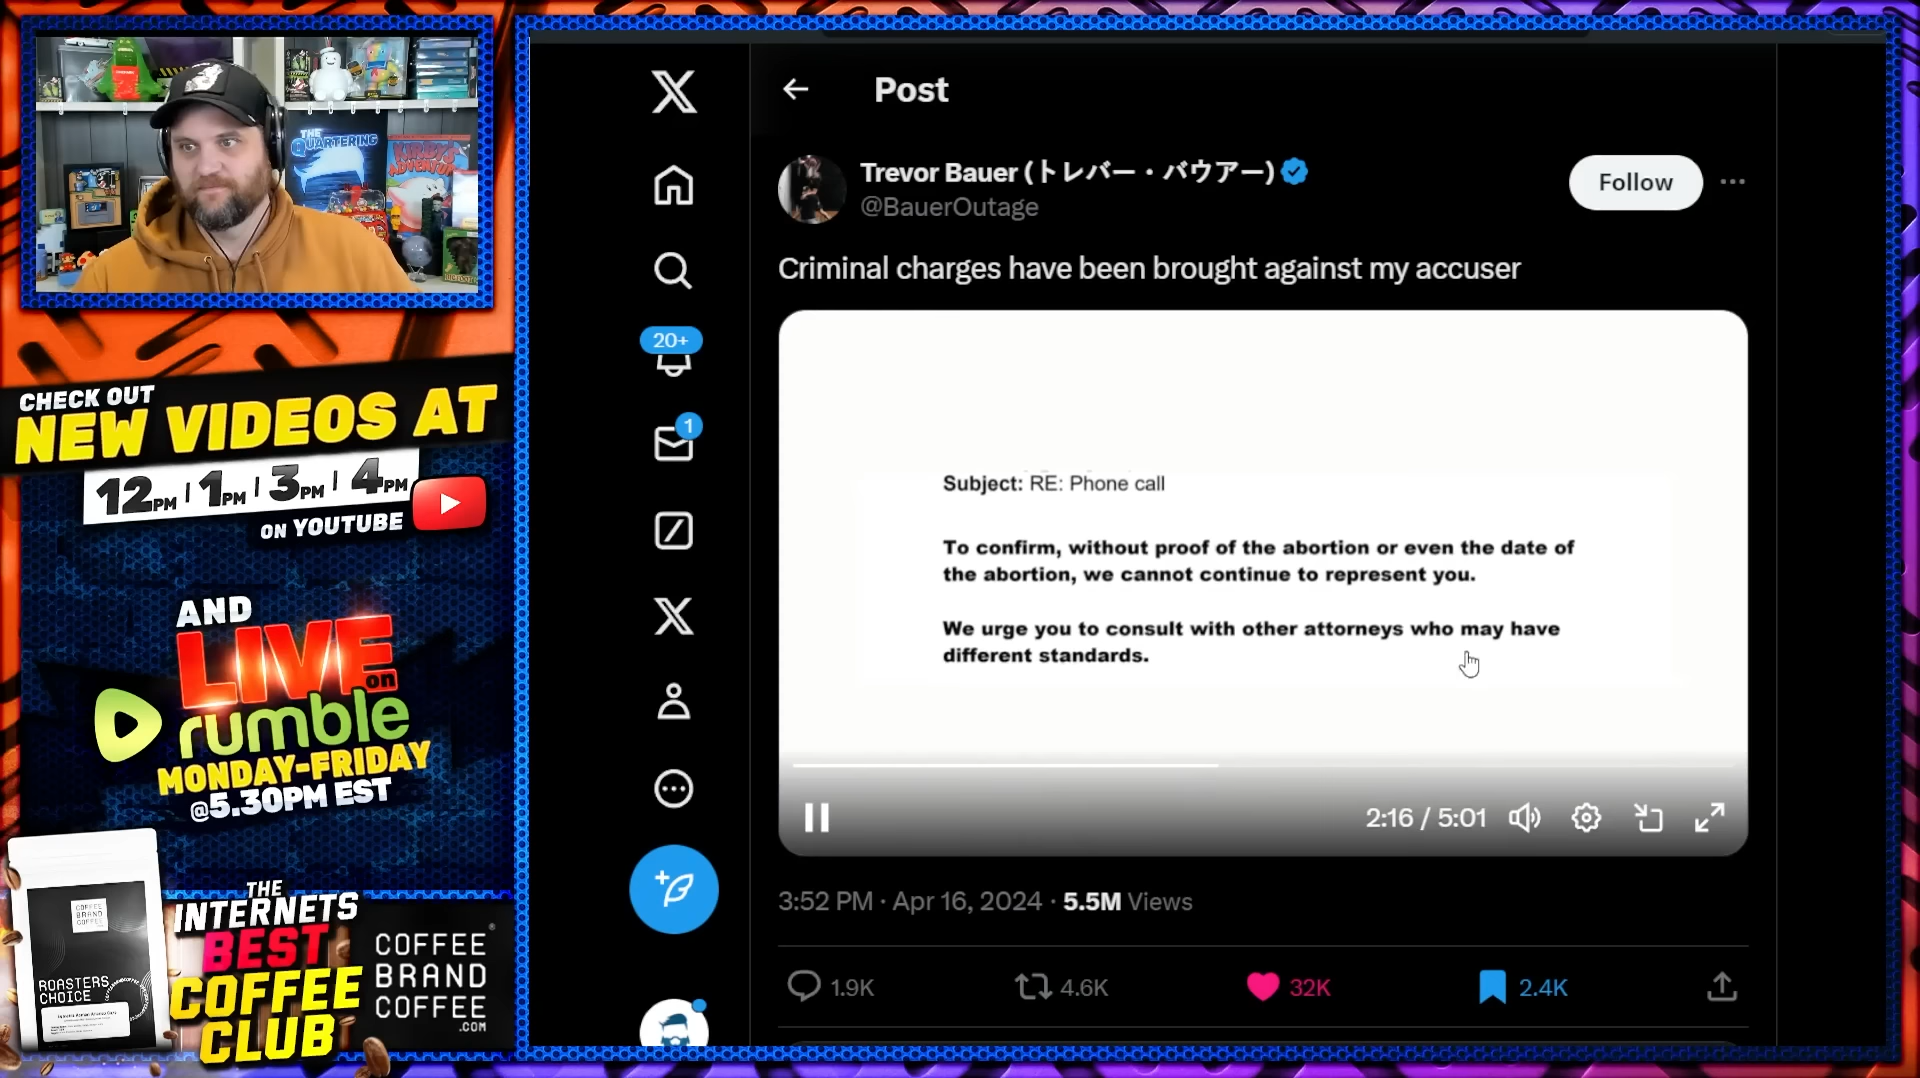 THE
QUARTERING
KIRBY'S
ADVENTURE
CHECK OUT
NEW VIDEOS AT
12PM | 1PM | 3PM | 4PM
ON YOUTUBE
AND
LIVE on
rumble
MONDAY-FRIDAY
@5.30PM EST
THE
INTERNETS
BEST
COFFEE
CLUB
COFFEE
BRAND
COFFEE
ROASTERS
CHOICE
COFFEE
BRAND
COFFEE
.COM
Post
Trevor Bauer (トレバー・バウアー)
@BauerOutage
Follow
Criminal charges have been brought against my accuser
20+
1
Subject: RE: Phone call
To confirm, without proof of the abortion or even the date of
the abortion, we cannot continue to represent you.
We urge you to consult with other attorneys who may have
different standards.
2:16 / 5:01
3:52 PM · Apr 16, 2024 · 5.5M Views
1.9K
4.6K
32K
2.4K